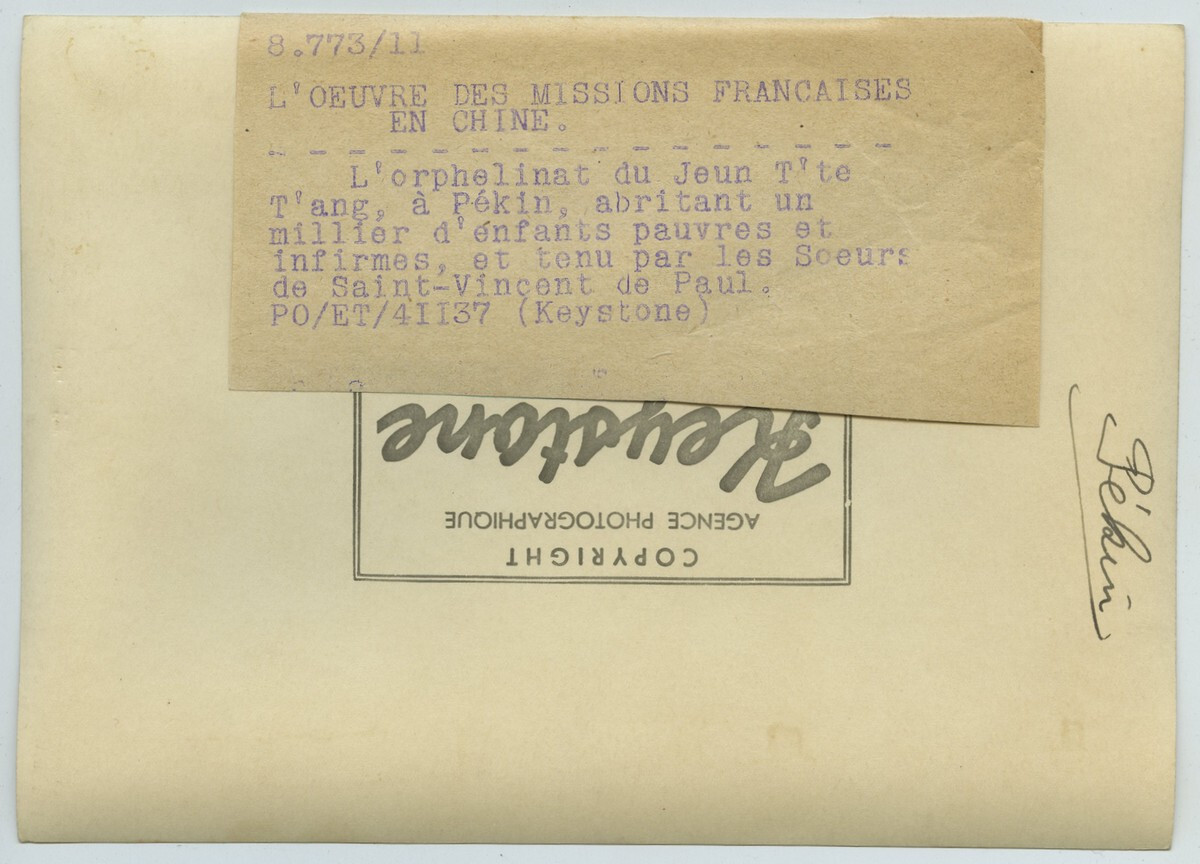 8.773/11
L'OEUVRE DES MISSIONS FRANCAISES
EN CHINE.
- - - - - - - - - - - - - - - -
L'orphelinat du Jeun T'te
T'ang, à Pékin, abritant un
millier d'énfants pauvres et
infirmes, et tenu par les Soeurs
de Saint-Vincent de Paul.
PO/ET/41137 (Keystone)
Keystone
AGENCE PHOTOGRAPHIQUE
COPYRIGHT
Pékin